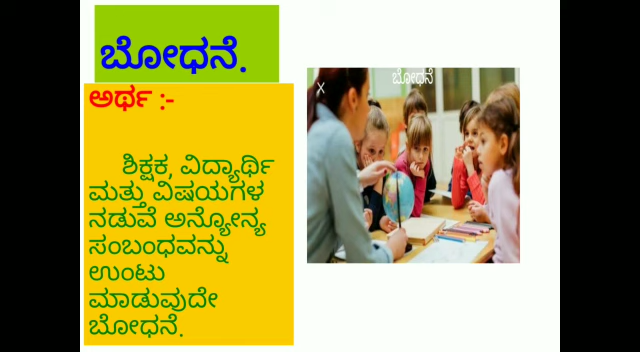 ಬೋಧನೆ.
ಅರ್ಥ :-
ಶಿಕ್ಷಕ, ವಿದ್ಯಾರ್ಥಿ
ಮತ್ತು ವಿಷಯಗಳ
ನಡುವೆ ಅನ್ಯೋನ್ಯ
ಸಂಬಂಧವನ್ನು
ಉಂಟು
ಮಾಡುವುದೇ
ಬೋಧನೆ.
ಬೋಧನೆ